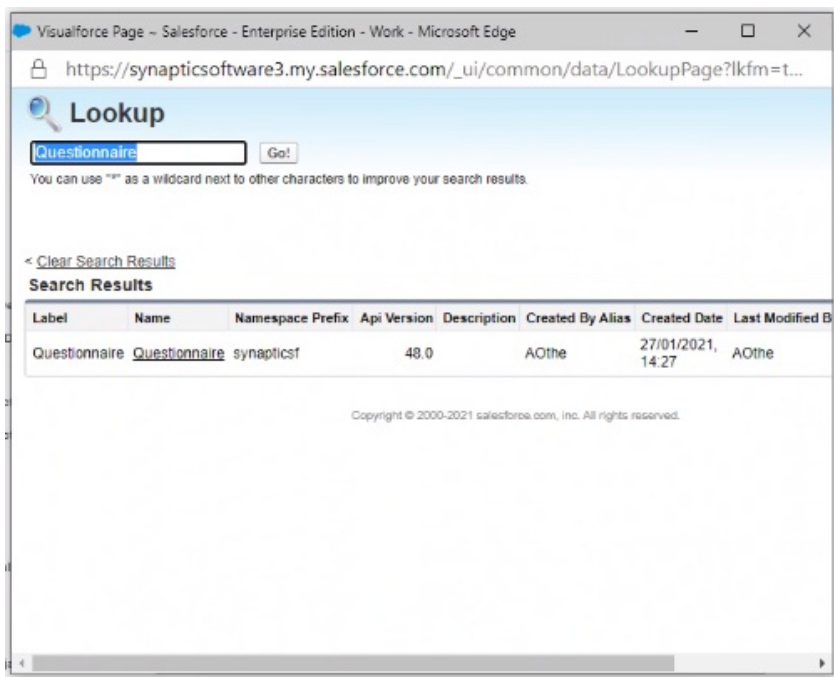 Visualforce Page ~ Salesforce - Enterprise Edition - Work - Microsoft Edge
https://synapticsoftware3.my.salesforce.com/_ui/common/data/LookupPage?lkfm=t...
Lookup
Questionnaire Go!
You can use "*" as a wildcard next to other characters to improve your search results.
< Clear Search Results
Search Results
Label Name Namespace Prefix Api Version Description Created By Alias Created Date Last Modified B
Questionnaire Questionnaire synapticsf 48.0 AOthe 27/01/2021, AOthe
14:27
Copyright © 2000-2021 salesforce.com, inc. All rights reserved.